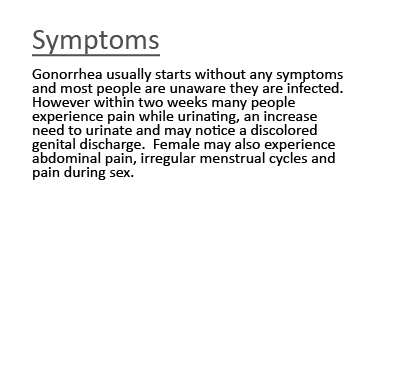 Symptoms
Gonorrhea usually starts without any symptoms
and most people are unaware they are infected.
However within two weeks many people
experience pain while urinating, an increase
need to urinate and may notice a discolored
genital discharge.  Female may also experience
abdominal pain, irregular menstrual cycles and
pain during sex.